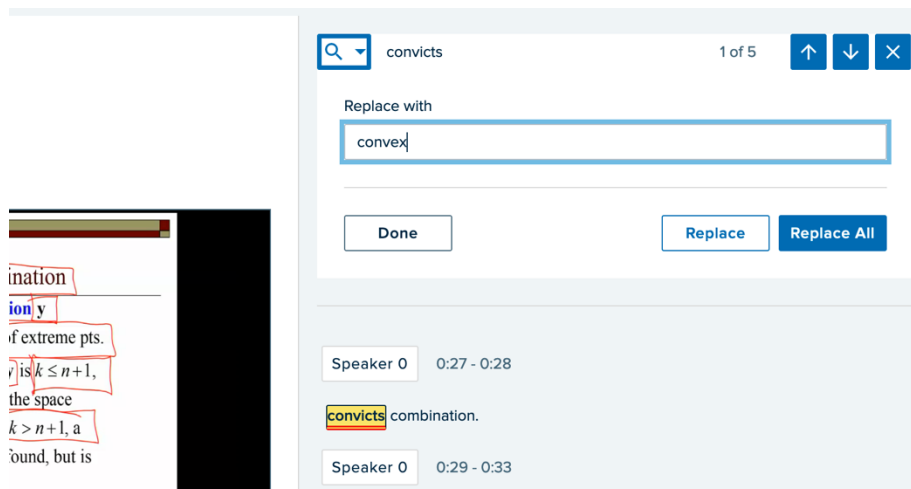 convicts
1 of 5
Replace with
convex
Done
Replace
Replace All
ination
ion y
of extreme pts.
y is k ≤ n+1,
the space
k > n+1, a
found, but is
Speaker 0
0:27 - 0:28
convicts combination.
Speaker 0
0:29 - 0:33